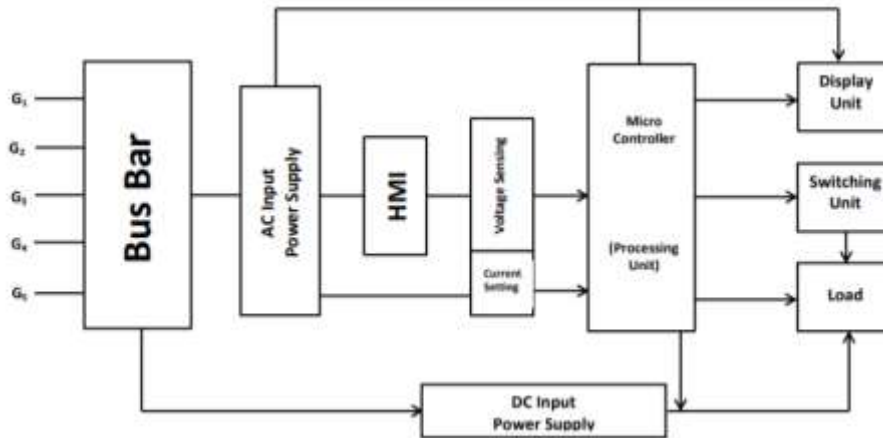 G₁
G₂
G₃
G₄
G₅
Bus Bar
AC Input
Power Supply
HMI
Voltage Sensing
Current
Setting
Micro
Controller
(Processing
Unit)
Display
Unit
Switching
Unit
Load
DC Input
Power Supply